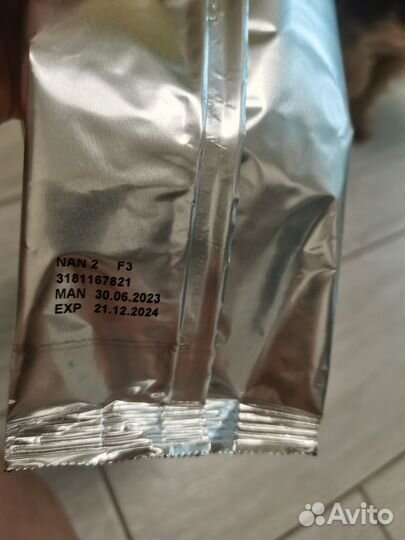 NAN 2 F3
3181167821
MAN 30.06.2023
EXP 21.12.2024
Avito